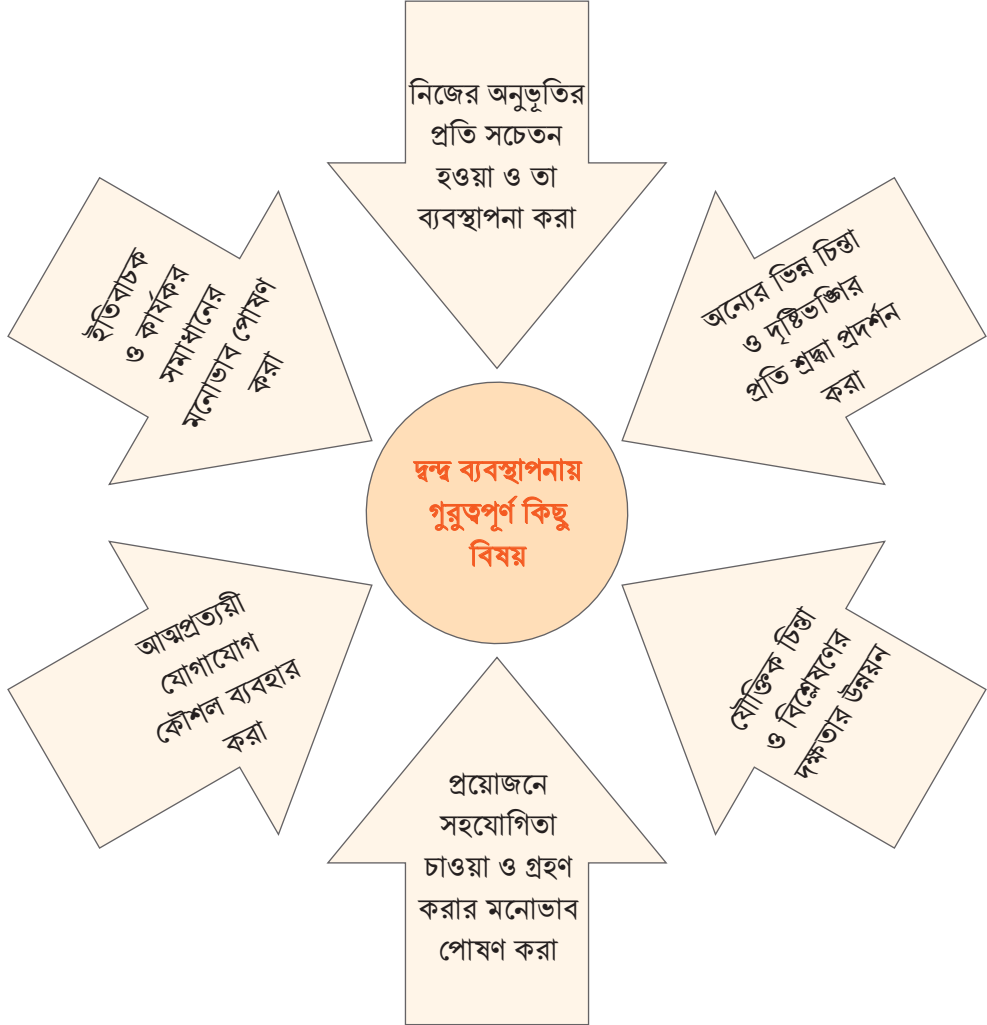 নিজের অনুভূতির
প্রতি সচেতন
হওয়া ও তা
ব্যবস্থাপনা করা
অন্যের ভিন্ন চিন্তা
ও দৃষ্টিভঙ্গির
প্রতি শ্রদ্ধা প্রদর্শন
করা
যৌক্তিক চিন্তা
ও বিশ্লেষণের
দক্ষতার উন্নয়ন
প্রয়োজনে
সহযোগিতা
চাওয়া ও গ্রহণ
করার মনোভাব
পোষণ করা
আত্মপ্রত্যয়ী
যোগাযোগ
কৌশল ব্যবহার
করা
ইতিবাচক
ও কার্যকর
সমাধানের
মনোভাব পোষণ
করা
দ্বন্দ্ব ব্যবস্থাপনায়
গুরুত্বপূর্ণ কিছু
বিষয়